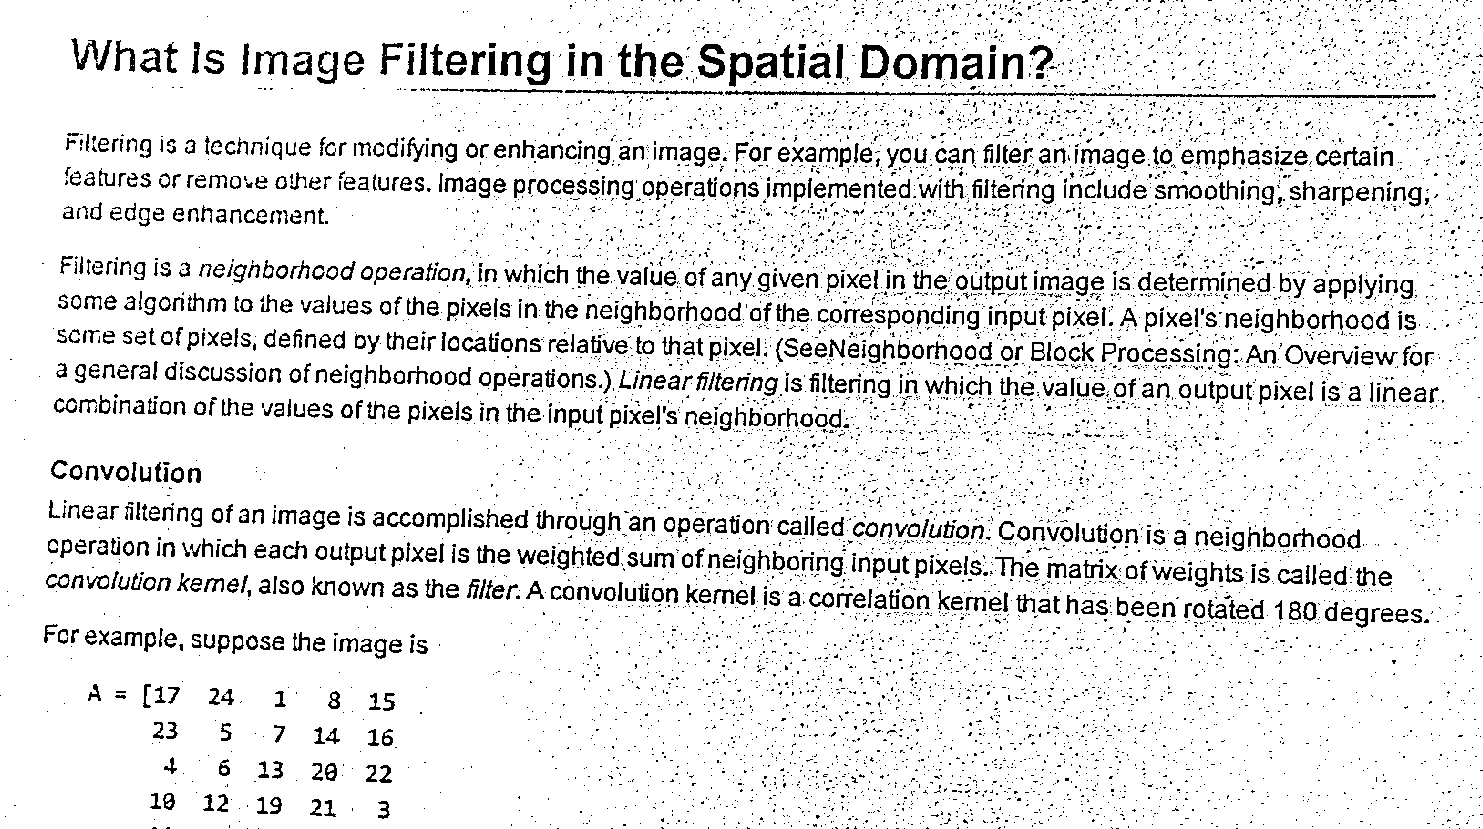 What Is Image Filtering in the Spatial Domain?
Filtering is a technique for modifying or enhancing an image. For example, you can filter an image to emphasize certain
features or remove other features. Image processing operations implemented with filtering include smoothing, sharpening,
and edge enhancement.
Filtering is a neighborhood operation, in which the value of any given pixel in the output image is determined by applying
some algorithm to the values of the pixels in the neighborhood of the corresponding input pixel. A pixel's neighborhood is
some set of pixels, defined by their locations relative to that pixel. (SeeNeighborhood or Block Processing: An Overview for
a general discussion of neighborhood operations.) Linear filtering is filtering in which the value of an output pixel is a linear
combination of the values of the pixels in the input pixel's neighborhood.
Convolution
Linear filtering of an image is accomplished through an operation called convolution. Convolution is a neighborhood
operation in which each output pixel is the weighted sum of neighboring input pixels. The matrix of weights is called the
convolution kernel, also known as the filter. A convolution kernel is a correlation kernel that has been rotated 180 degrees.
For example, suppose the image is
A = [17 24 1 8 15
23 5 7 14 16
4 6 13 20 22
10 12 19 21 3